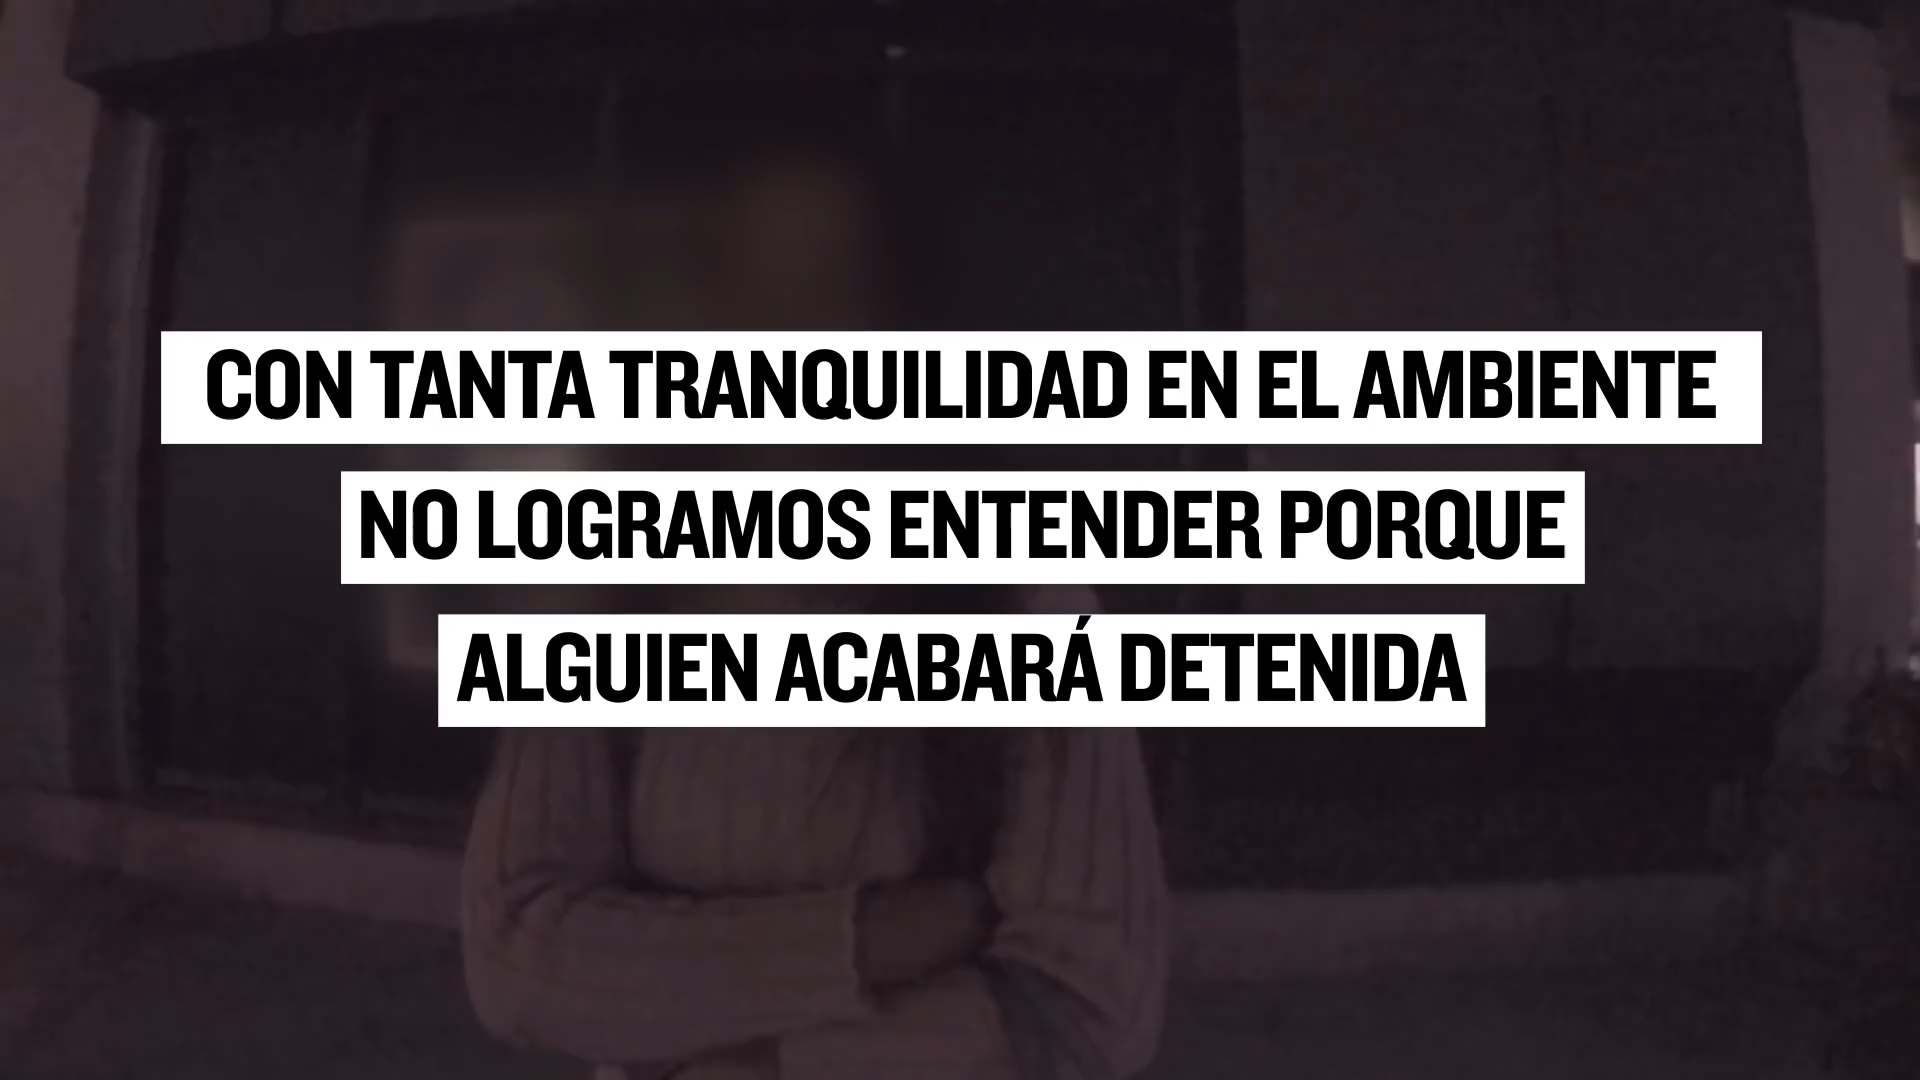 CON TANTA TRANQUILIDAD EN EL AMBIENTE
NO LOGRAMOS ENTENDER PORQUE
ALGUIEN ACABARÁ DETENIDA